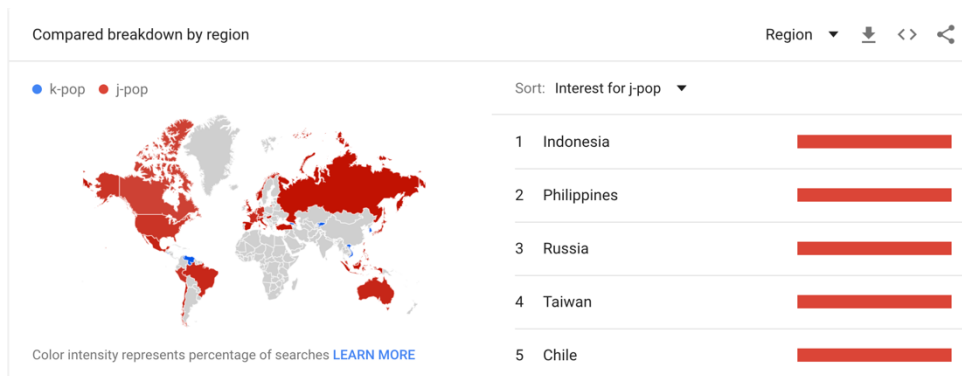 Compared breakdown by region
Region
k-pop j-pop
Sort: Interest for j-pop
1 Indonesia
2 Philippines
3 Russia
4 Taiwan
5 Chile
Color intensity represents percentage of searches LEARN MORE